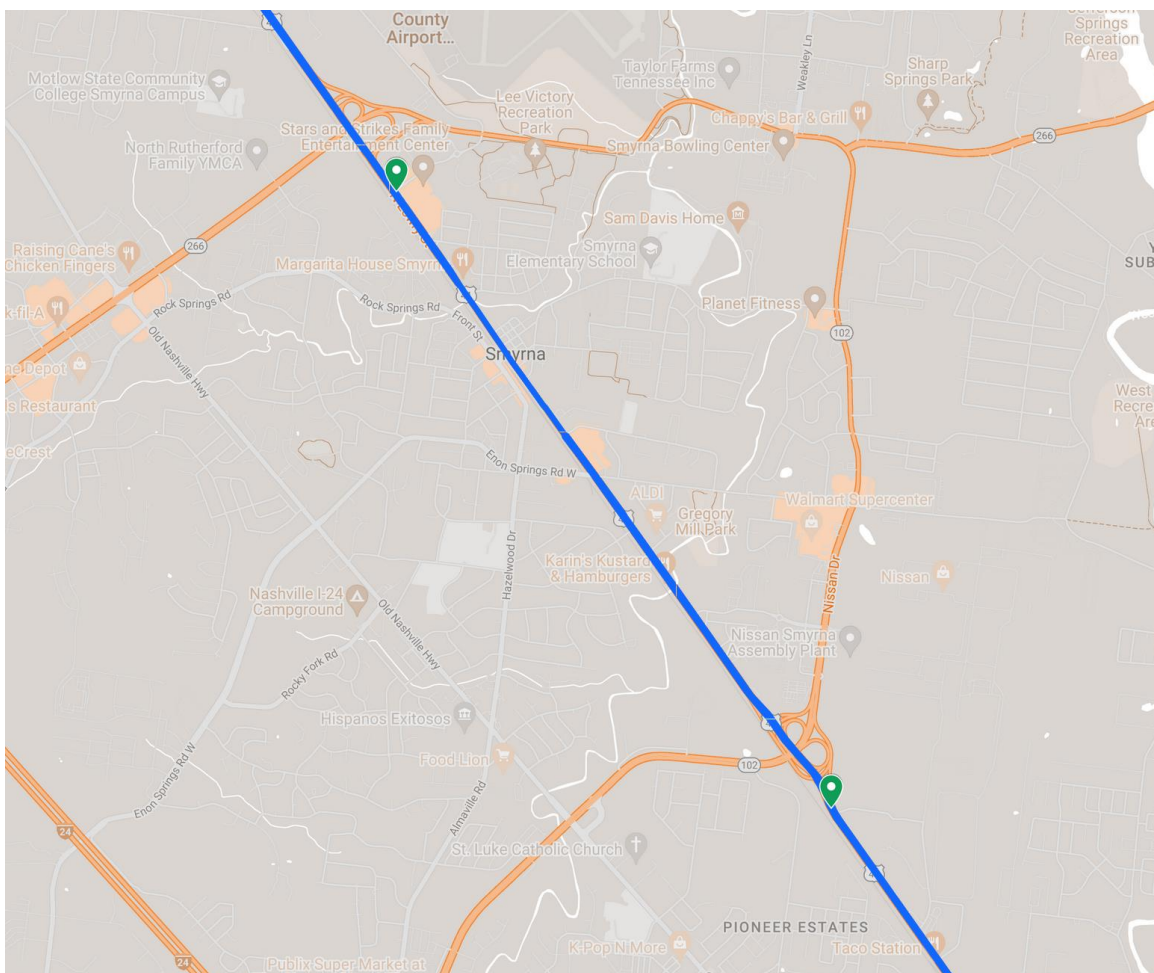 County
Airport...
Springs
Recreation
Area
Motlow State Community
College Smyrna Campus
Taylor Farms
Tennessee Inc
Weakley Ln
Sharp
Springs Park
Lee Victory
Recreation
Park
Chappy's Bar & Grill
Stars and Strikes Family
Entertainment Center
266
North Rutherford
Family YMCA
Smyrna Bowling Center
Sam Davis Home
266
Raising Cane's
Chicken Fingers
Smyrna
Elementary School
Margarita House Smyrn
SUB
Rock Springs Rd
Rock Springs Rd
Planet Fitness
k-fil-A
Front St
102
Old Nashville Hwy
Smyrna
me Depot
ls Restaurant
West
Recre
Are
eCrest
Enon Springs Rd W
ALDI
Walmart Supercenter
Gregory
Mill Park
Hazelwood Dr
Karin's Kustard
& Hamburgers
Nissan Dr
Nissan
Nashville I-24
Campground
Old Nashville Hwy
Nissan Smyrna
Assembly Plant
Rocky Fork Rd
Hispanos Exitosos
Food Lion
102
Enon Springs Rd W
Almaville Rd
24
St. Luke Catholic Church
PIONEER ESTATES
K-Pop N More
Taco Station
24
Publix Super Market at